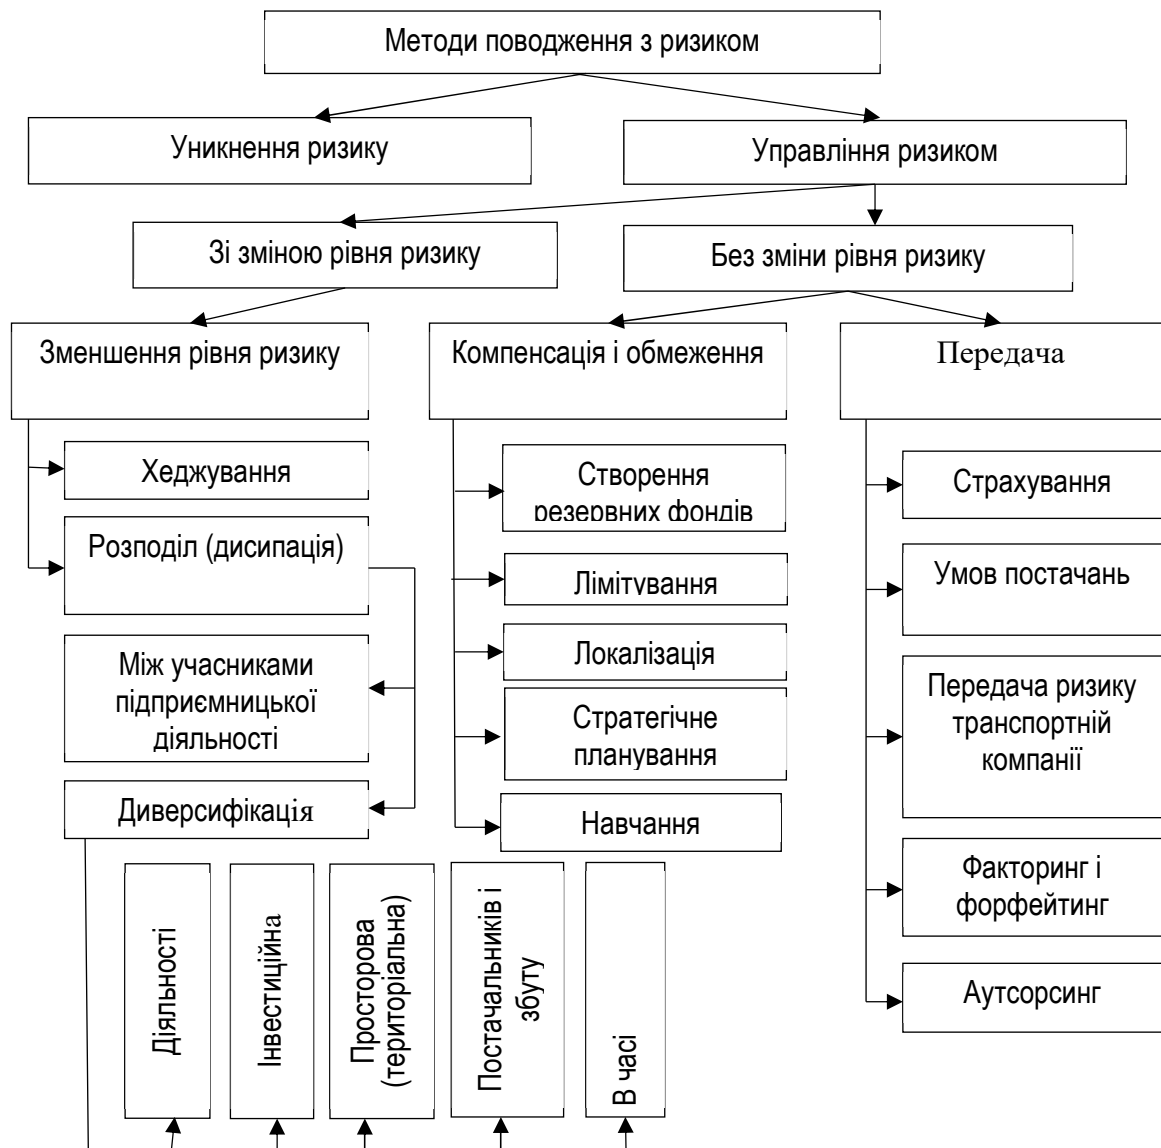 Методи поводження з ризиком
Уникнення ризику
Управління ризиком
Зі зміною рівня ризику
Без зміни рівня ризику
Зменшення рівня ризику
Компенсація і обмеження
Передача
Хеджування
Розподіл (дисипація)
Між учасниками
підприємницької
діяльності
Диверсифікація
Створення
резервних фондів
Лімітування
Локалізація
Стратегічне
планування
Навчання
Страхування
Умов постачань
Передача ризику
транспортній
компанії
Факторинг і
форфейтинг
Аутсорсинг
Діяльності
Інвестиційна
Просторова
(територіальна)
Постачальників і
збуту
В часі